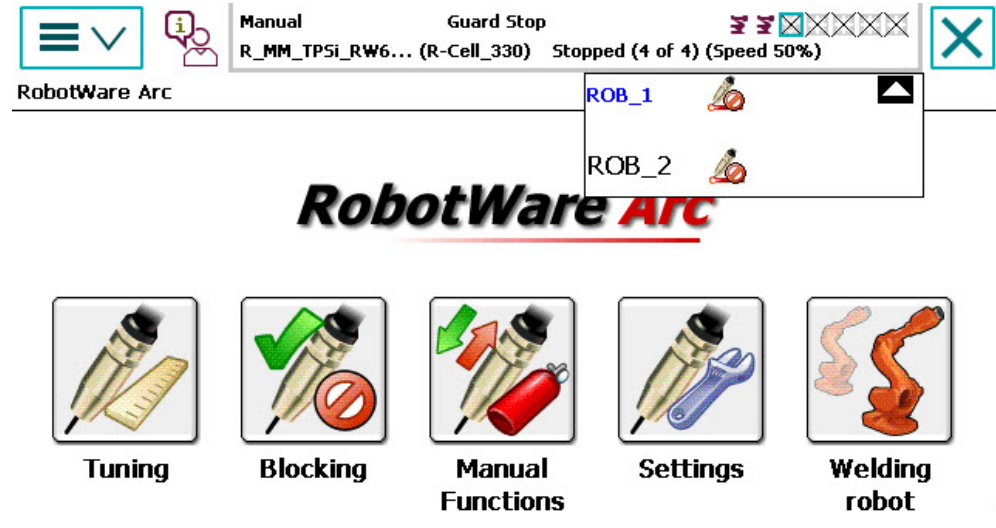 Manual Guard Stop
R_MM_TPSi_RW6... (R-Cell_330) Stopped (4 of 4) (Speed 50%)
RobotWare Arc
ROB_1
ROB_2
RobotWare Arc
Tuning
Blocking
Manual
Functions
Settings
Welding
robot